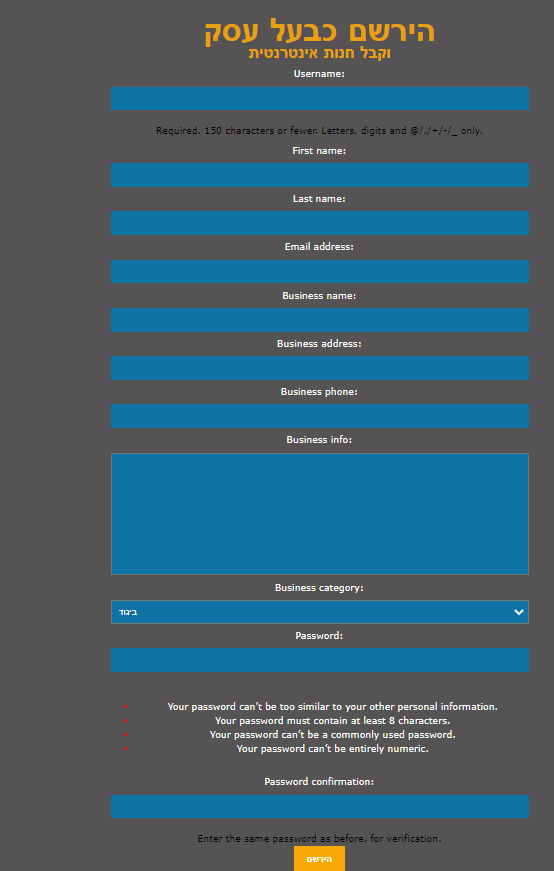 הירשם כבעל עסק
וקבל חנות אינטרנטית
Username:
Required. 150 characters or fewer. Letters, digits and @/./+/-/_ only.
First name:
Last name:
Email address:
Business name:
Business address:
Business phone:
Business info:
Business category:
ביגוד
Password:
Your password can't be too similar to your other personal information.
Your password must contain at least 8 characters.
Your password can't be a commonly used password.
Your password can't be entirely numeric.
Password confirmation:
Enter the same password as before, for verification.
הירשם